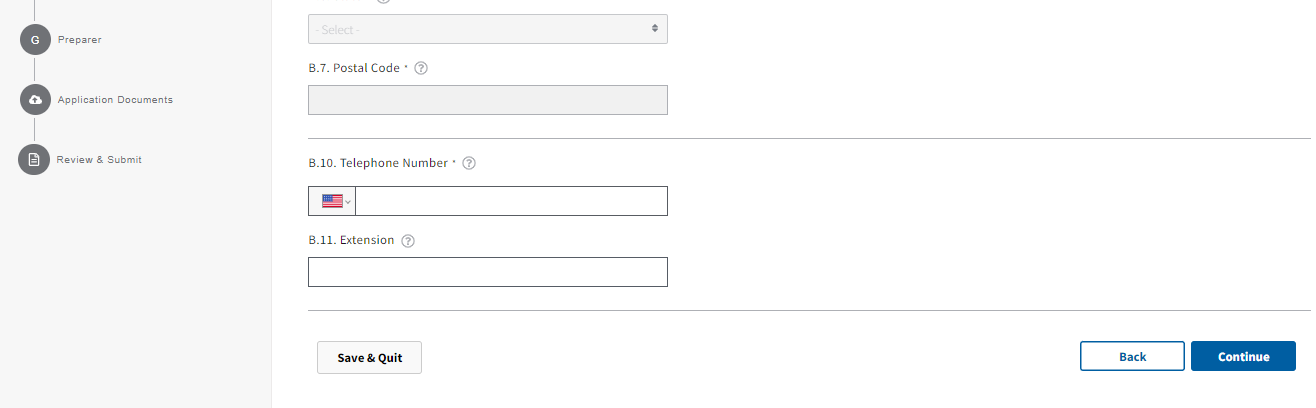 - Select -
G
Preparer
B.7. Postal Code *
Application Documents
Review & Submit
B.10. Telephone Number *
B.11. Extension
Save & Quit
Back
Continue